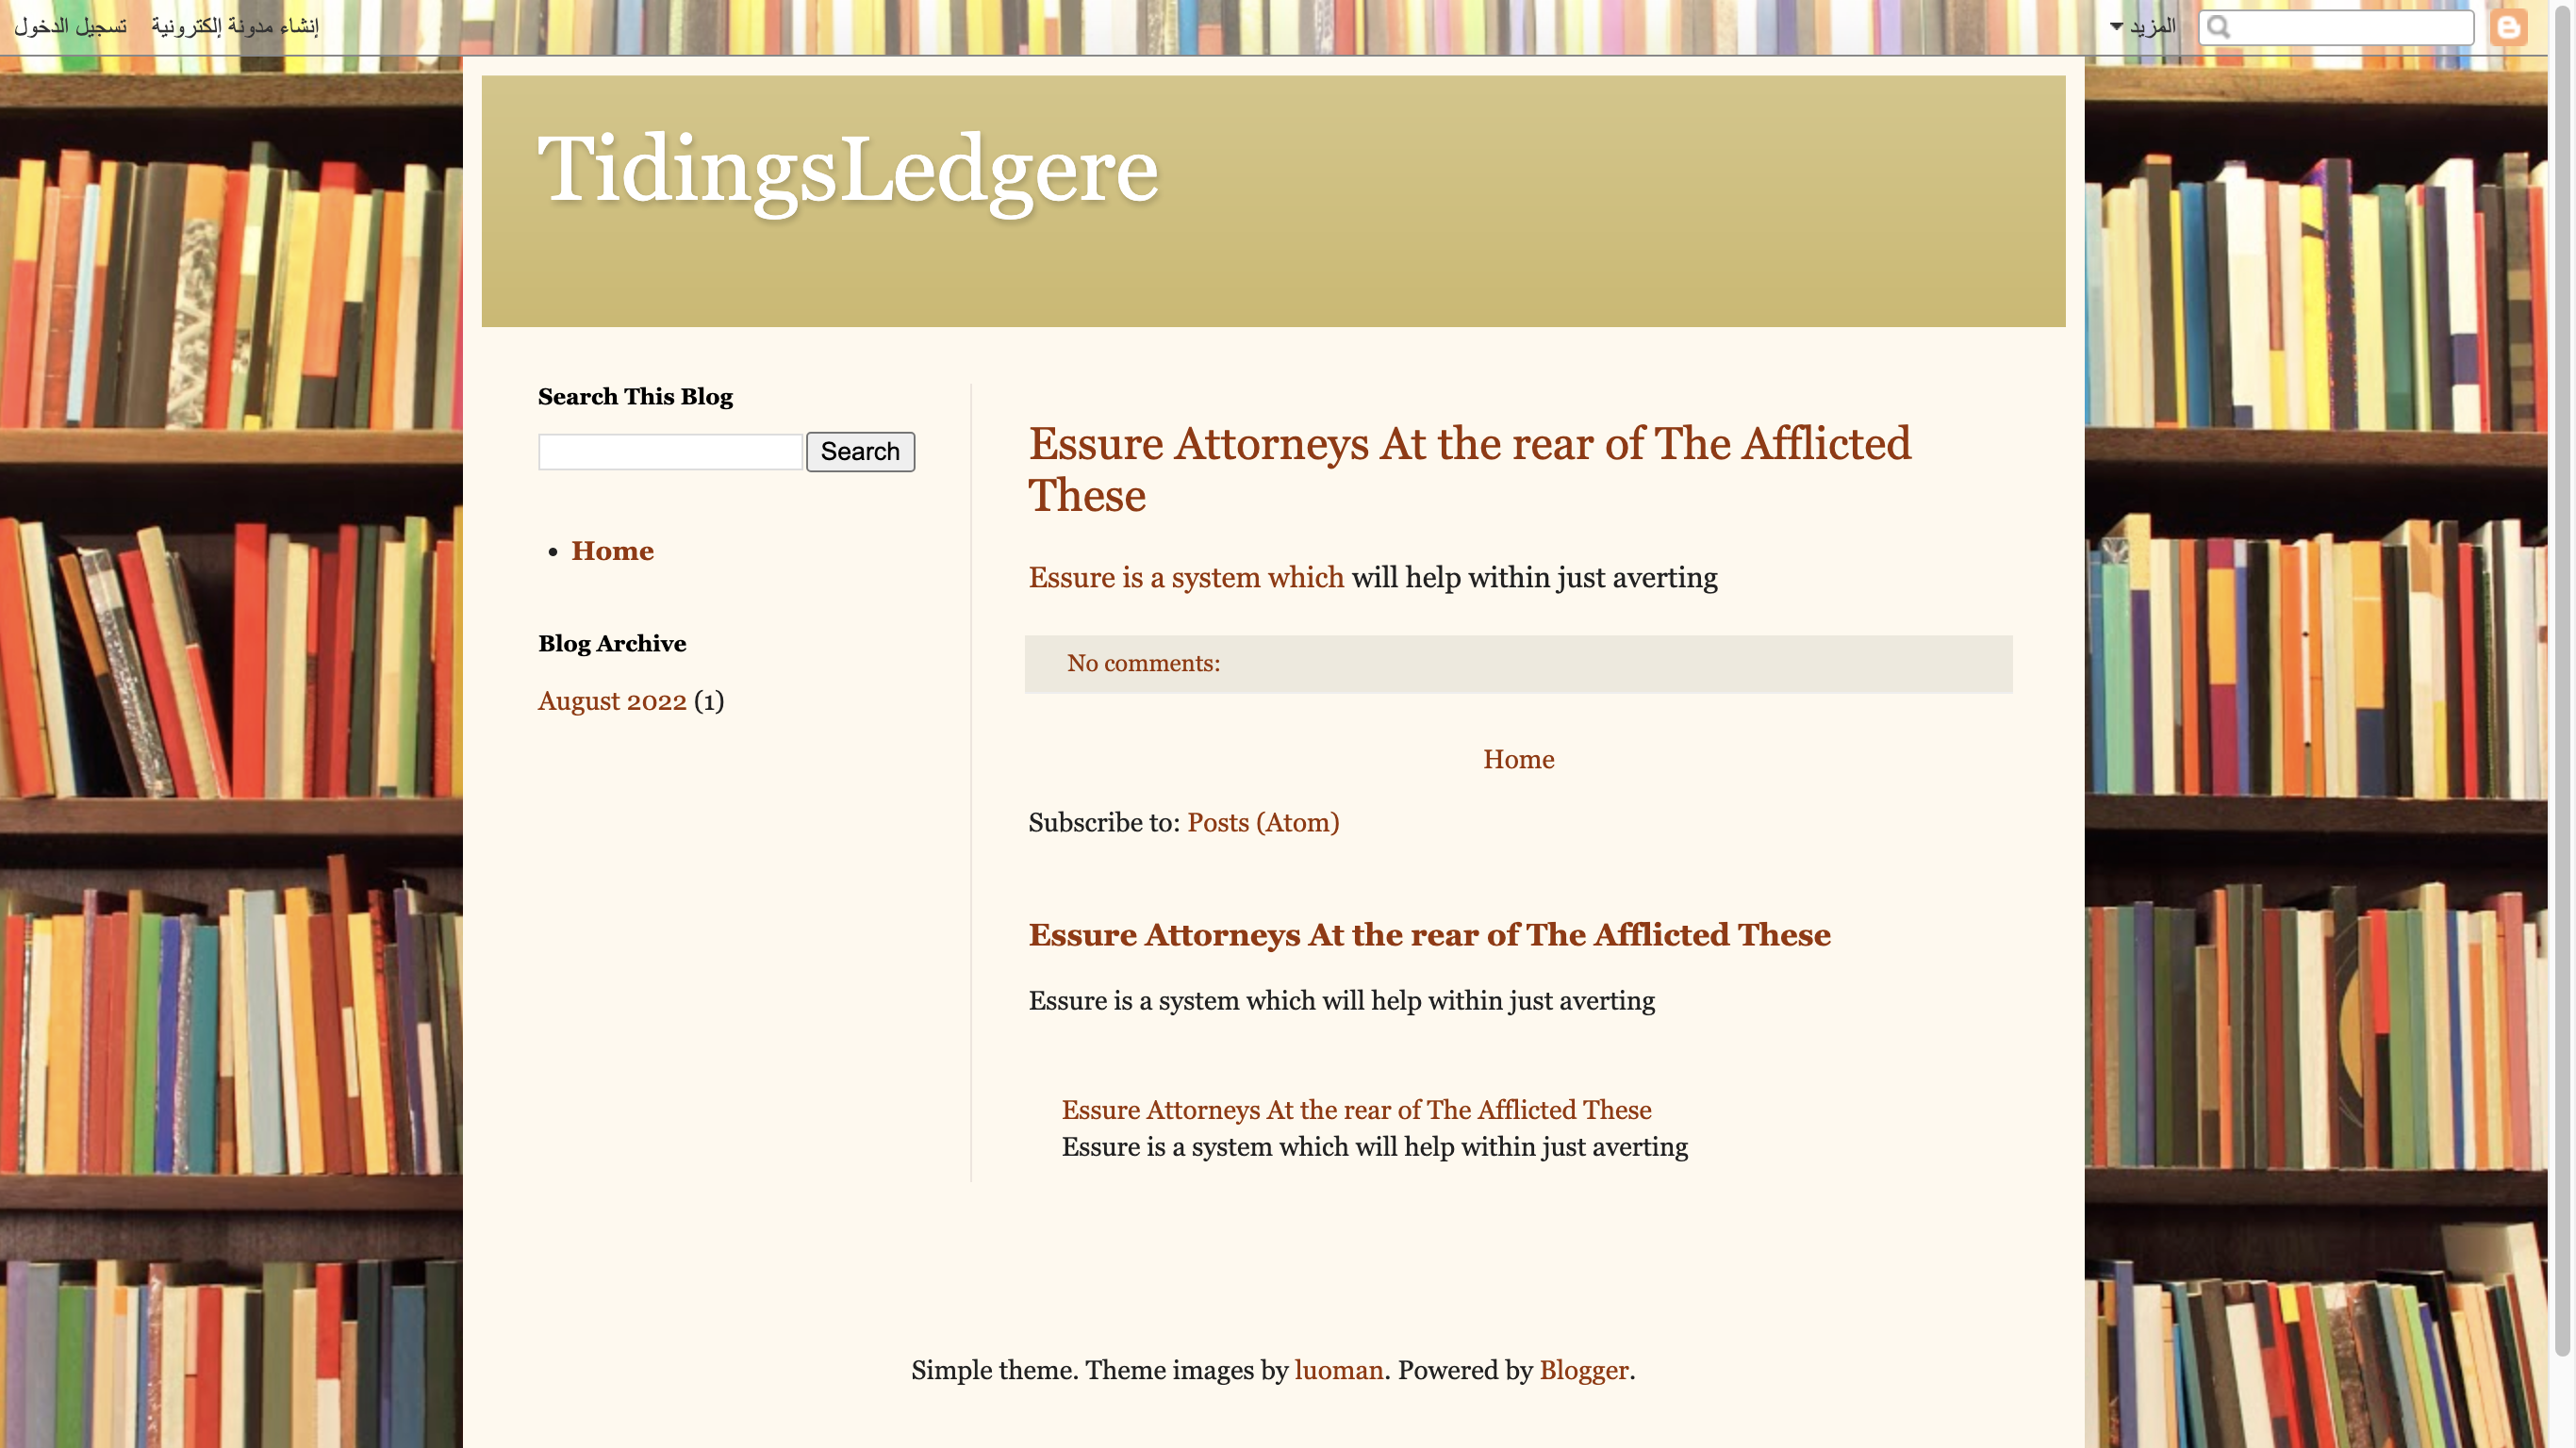 تسجيل الدخول إنشاء مدونة إلكترونية المزيد
TidingsLedgere
Search This Blog
Search
Home
Blog Archive
August 2022 (1)
Essure Attorneys At the rear of The Afflicted
These
Essure is a system which will help within just averting
No comments:
Home
Subscribe to: Posts (Atom)
Essure Attorneys At the rear of The Afflicted These
Essure is a system which will help within just averting
Essure Attorneys At the rear of The Afflicted These
Essure is a system which will help within just averting
Simple theme. Theme images by luoman. Powered by Blogger.